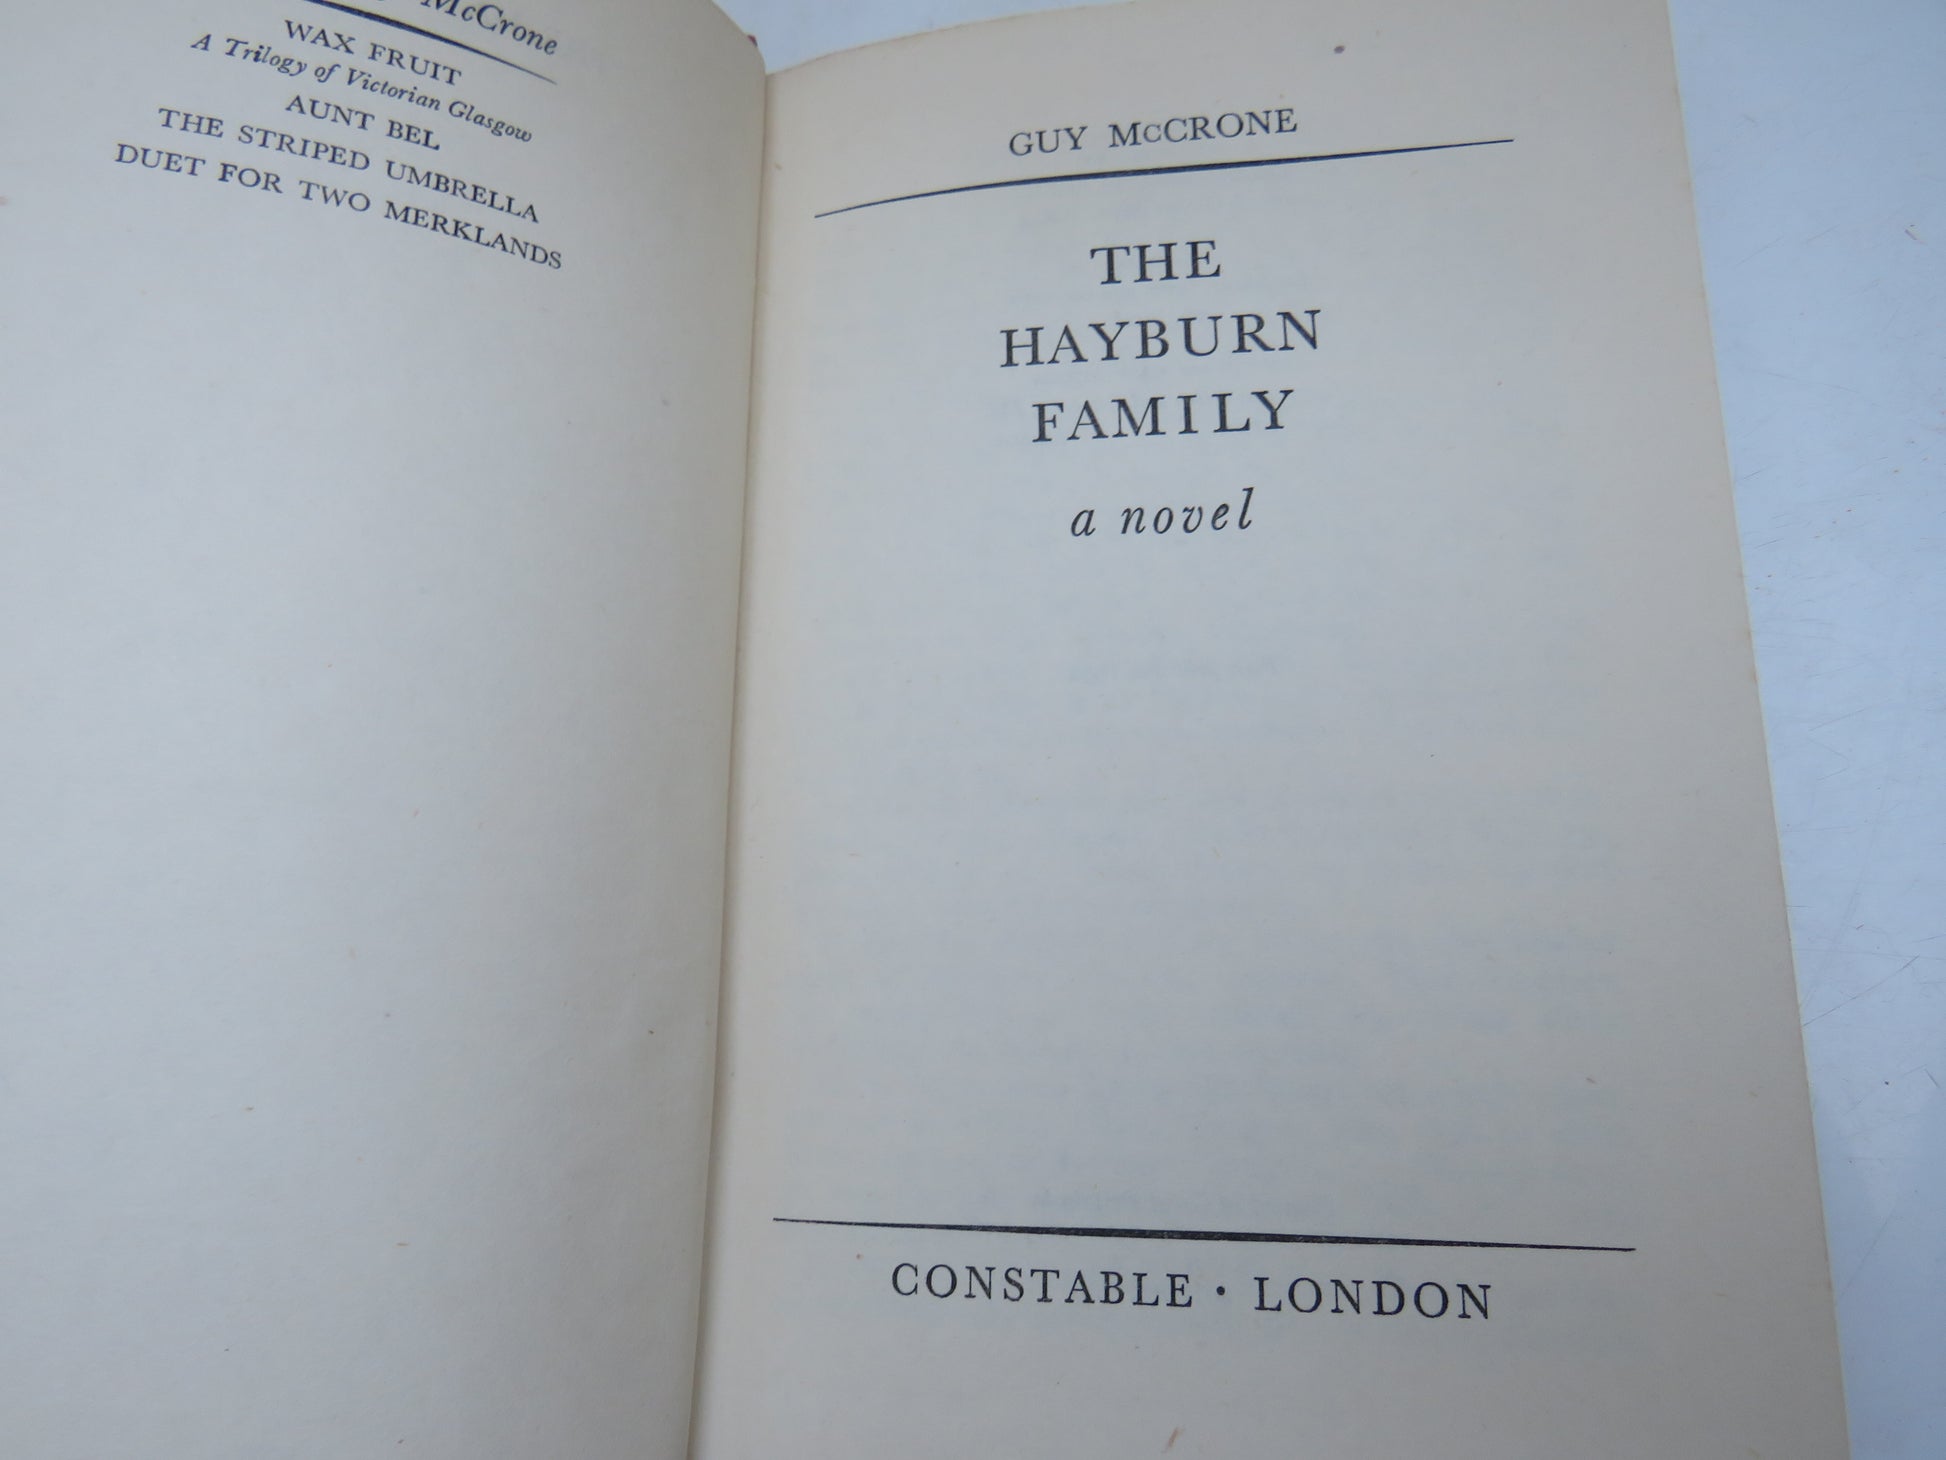 McCrone
WAX FRUIT
A Trilogy of Victorian Glasgow
AUNT BEL
THE STRIPED UMBRELLA
DUET FOR TWO MERKLANDS
GUY McCRONE
THE
HAYBURN
FAMILY
a novel
CONSTABLE · LONDON